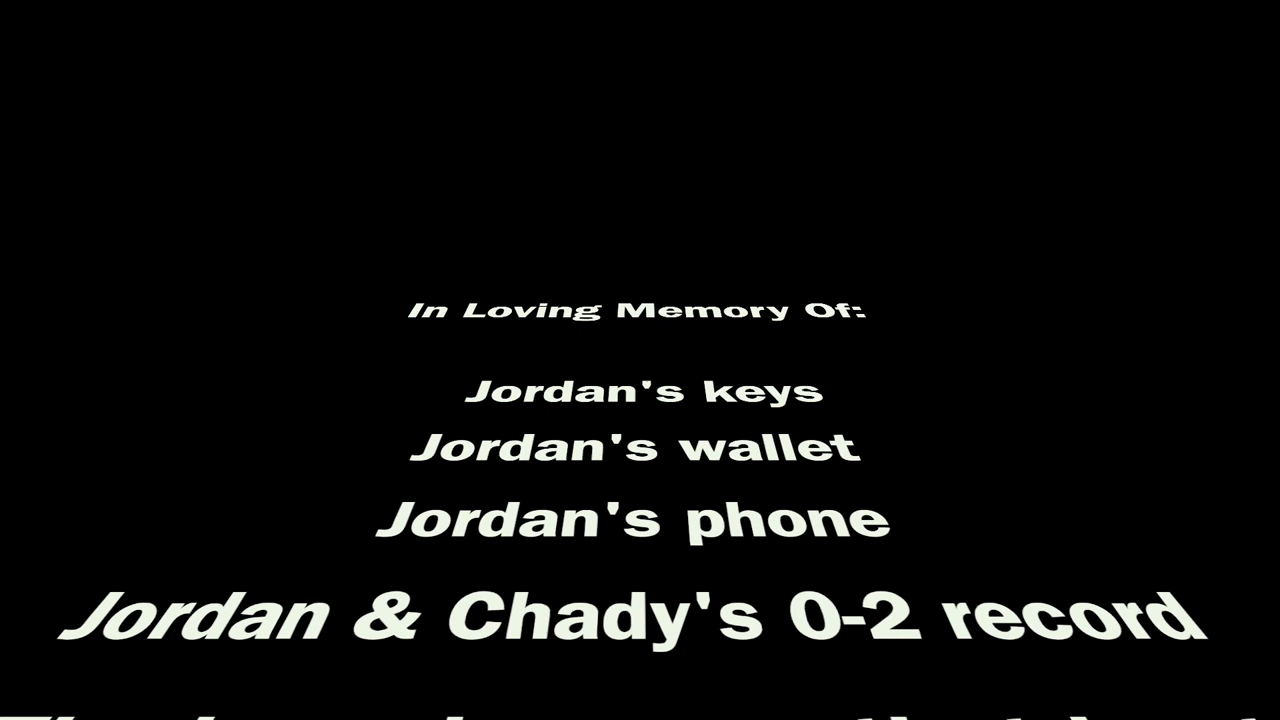 In Loving Memory Of:
Jordan's keys
Jordan's wallet
Jordan's phone
Jordan & Chady's 0-2 record